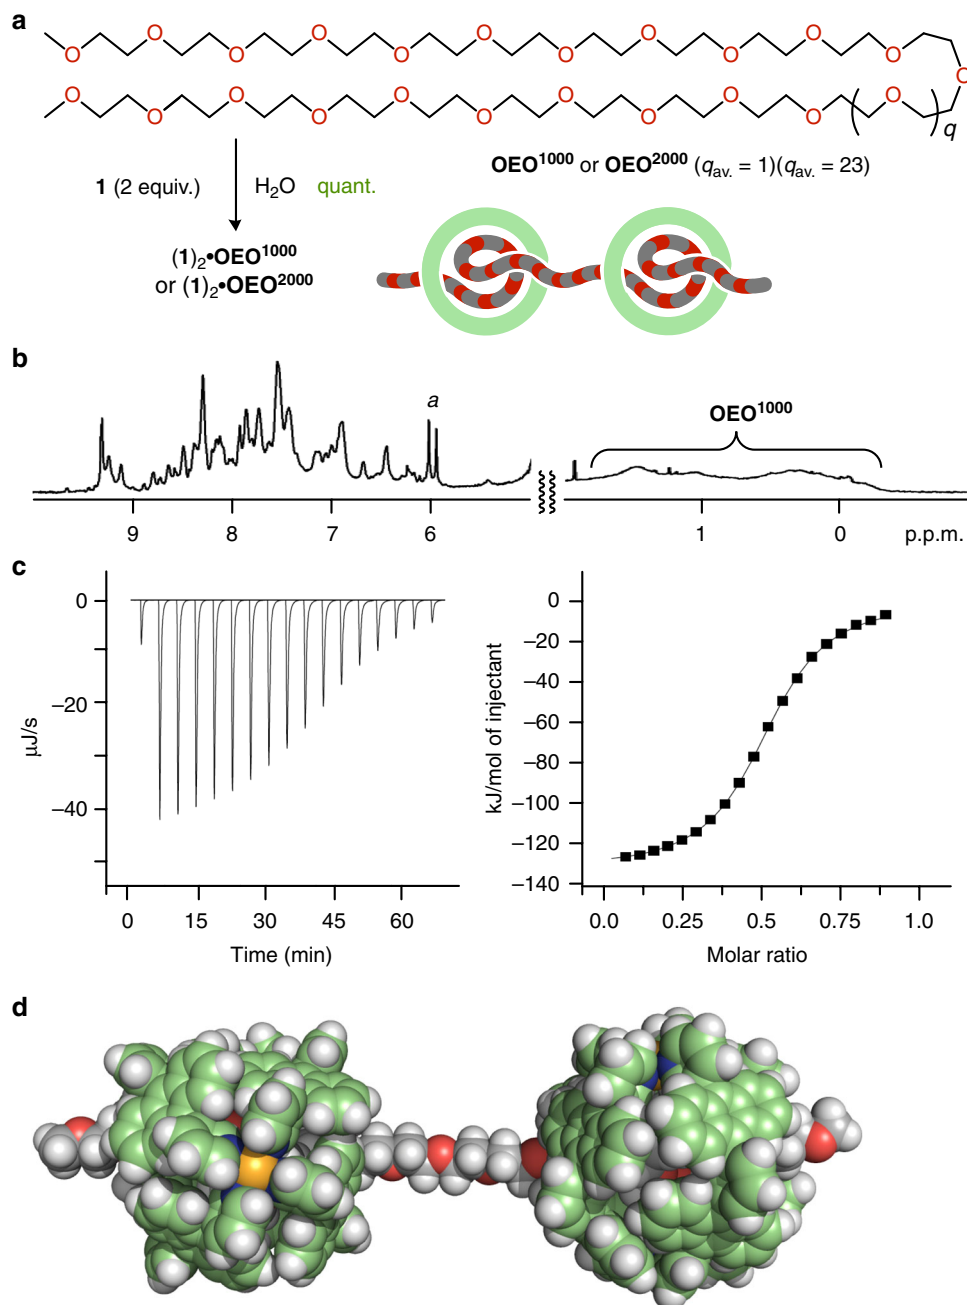 a
O O O O O O O O O O O
O
O O O O O O O O O O O
q
1 (2 equiv.) H₂O quant.
OEO¹⁰⁰⁰ or OEO²⁰⁰⁰ (q_av. = 1)(q_av. = 23)
(1)₂•OEO¹⁰⁰⁰
or (1)₂•OEO²⁰⁰⁰
b
a
OEO¹⁰⁰⁰
9 8 7 6 1 0 p.p.m.
c
0
–20
–40
μJ/s
0 15 30 45 60
Time (min)
0
–20
–40
–60
–80
–100
–120
–140
kJ/mol of injectant
0.0 0.25 0.5 0.75 1.0
Molar ratio
d